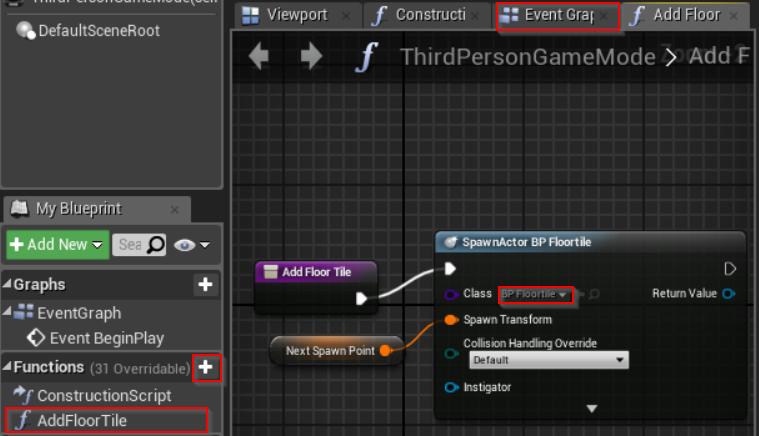 ThirdPersonGameMode(self
DefaultSceneRoot
My Blueprint
Add New
Sea
Graphs
EventGraph
Event BeginPlay
Functions (31 Overridable)
ConstructionScript
AddFloorTile
Viewport
Constructi
Event Grap
Add Floor
ThirdPersonGameMode > Add F
Add Floor Tile
Next Spawn Point
SpawnActor BP Floortile
Class BP Floortile
Return Value
Spawn Transform
Collision Handling Override
Default
Instigator